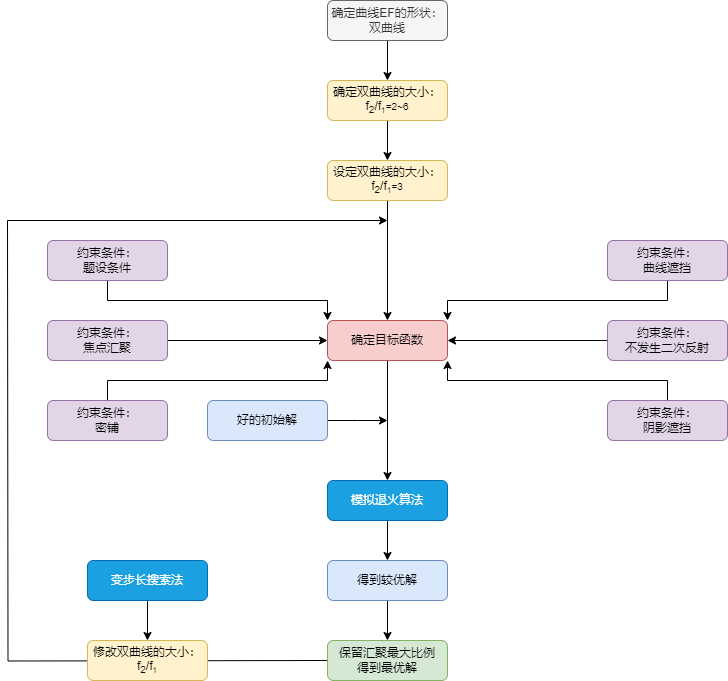 确定曲线EF的形状：
双曲线
确定双曲线的大小：
f2/f1=2~6
设定双曲线的大小：
f2/f1=3
约束条件：
题设条件
约束条件：
曲线遮挡
约束条件：
焦点汇聚
确定目标函数
约束条件：
不发生二次反射
约束条件：
密铺
好的初始解
约束条件：
阴影遮挡
模拟退火算法
变步长搜索法
得到较优解
修改双曲线的大小：
f2/f1
保留汇聚最大比例
得到最优解